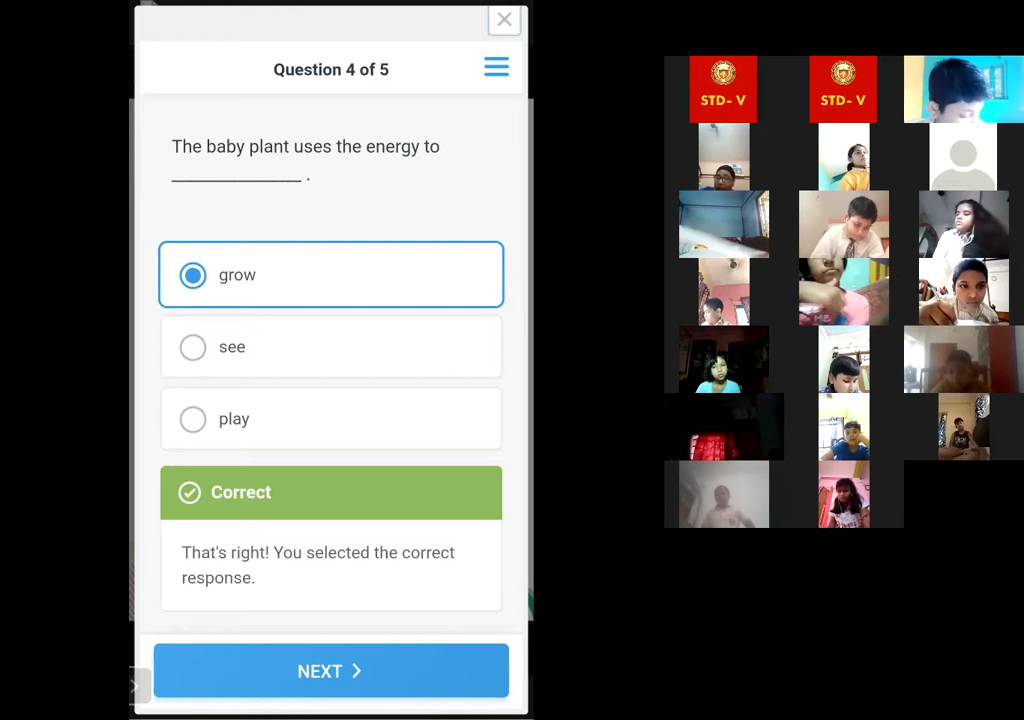 Question 4 of 5
The baby plant uses the energy to
______________ .
grow
see
play
Correct
That's right! You selected the correct
response.
NEXT
STD- V
STD- V